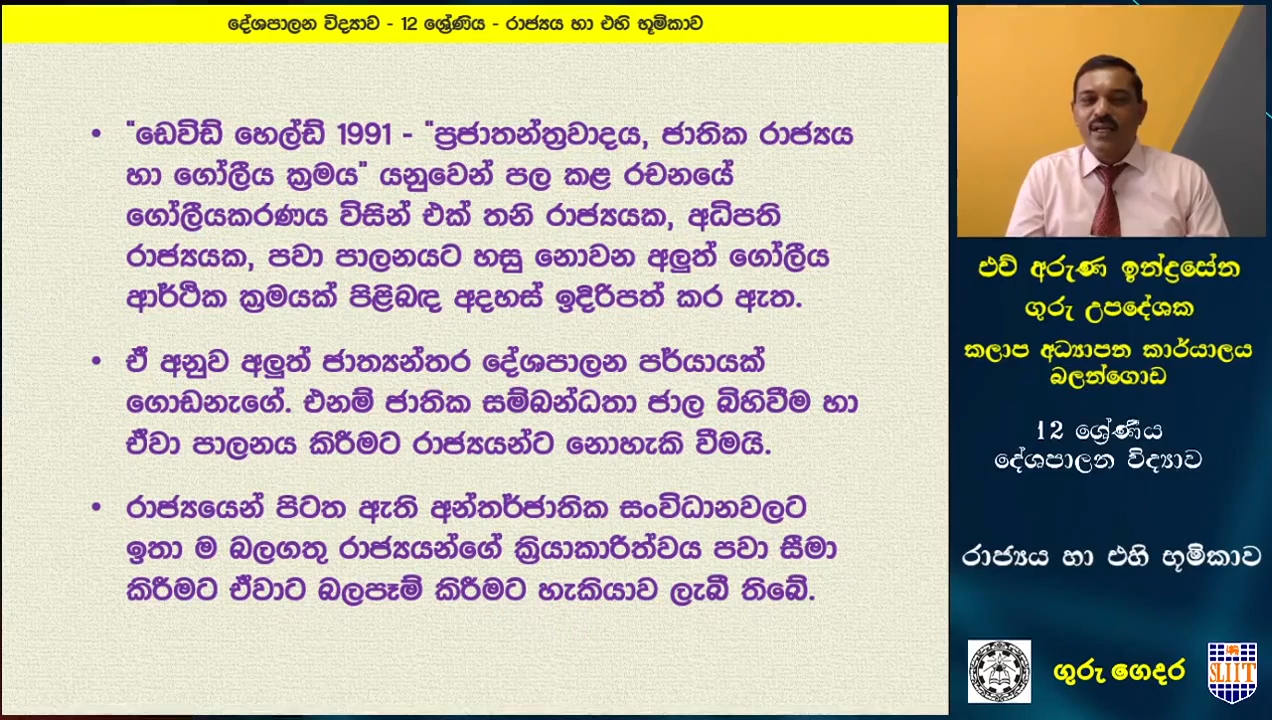 දේශපාලන විද්‍යාව - 12 ශ්‍රේණිය - රාජ්‍යය හා එහි භූමිකාව
• "ඩෙවිඩ් හෙල්ඩ් 1991 - "ප්‍රජාතන්ත්‍රවාදය, ජාතික රාජ්‍යය
හා ගෝලීය ක්‍රමය" යනුවෙන් පල කළ රචනයේ
ගෝලීයකරණය විසින් එක් තනි රාජ්‍යයක, අධිපති
රාජ්‍යයක, පවා පාලනයට හසු නොවන අලුත් ගෝලීය
ආර්ථික ක්‍රමයක් පිළිබඳ අදහස් ඉදිරිපත් කර ඇත.
• ඒ අනුව අලුත් ජාත්‍යන්තර දේශපාලන පර්යායක්
ගොඩනැගේ. එනම් ජාතික සම්බන්ධතා ජාල බිහිවීම හා
ඒවා පාලනය කිරීමට රාජ්‍යයන්ට නොහැකි වීමයි.
• රාජ්‍යයෙන් පිටත ඇති අන්තර්ජාතික සංවිධානවලට
ඉතා ම බලගතු රාජ්‍යයන්ගේ ක්‍රියාකාරිත්වය පවා සීමා
කිරීමට ඒවාට බලපෑම් කිරීමට හැකියාව ලැබී තිබේ.
එච් අරුණ ඉන්ද්‍රසේන
ගුරු උපදේශක
කලාප අධ්‍යාපන කාර්යාලය
බලන්ගොඩ
12 ශ්‍රේණිය
දේශපාලන විද්‍යාව
රාජ්‍යය හා එහි භූමිකාව
ගුරු ගෙදර
SLIIT